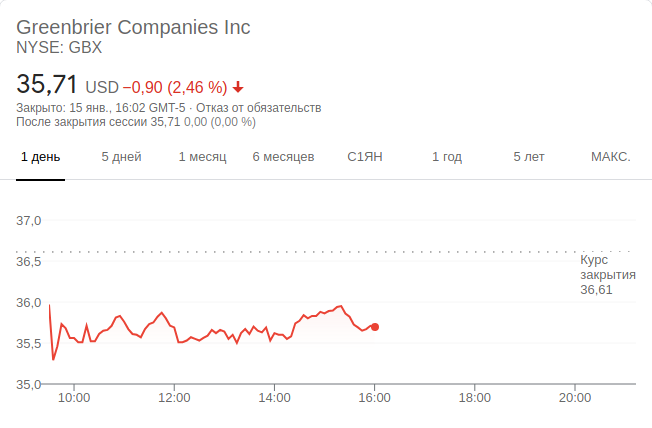 Greenbrier Companies Inc
NYSE: GBX
35,71 USD −0,90 (2,46 %)
Закрыто: 15 янв., 16:02 GMT-5 · Отказ от обязательств
После закрытия сессии 35,71 0,00 (0,00 %)
1 день 5 дней 1 месяц 6 месяцев С1ЯН 1 год 5 лет МАКС.
37,0
Курс
36,5
закрытия
36,61
36,0
35,5
35,0
10:00 12:00 14:00 16:00 18:00 20:00